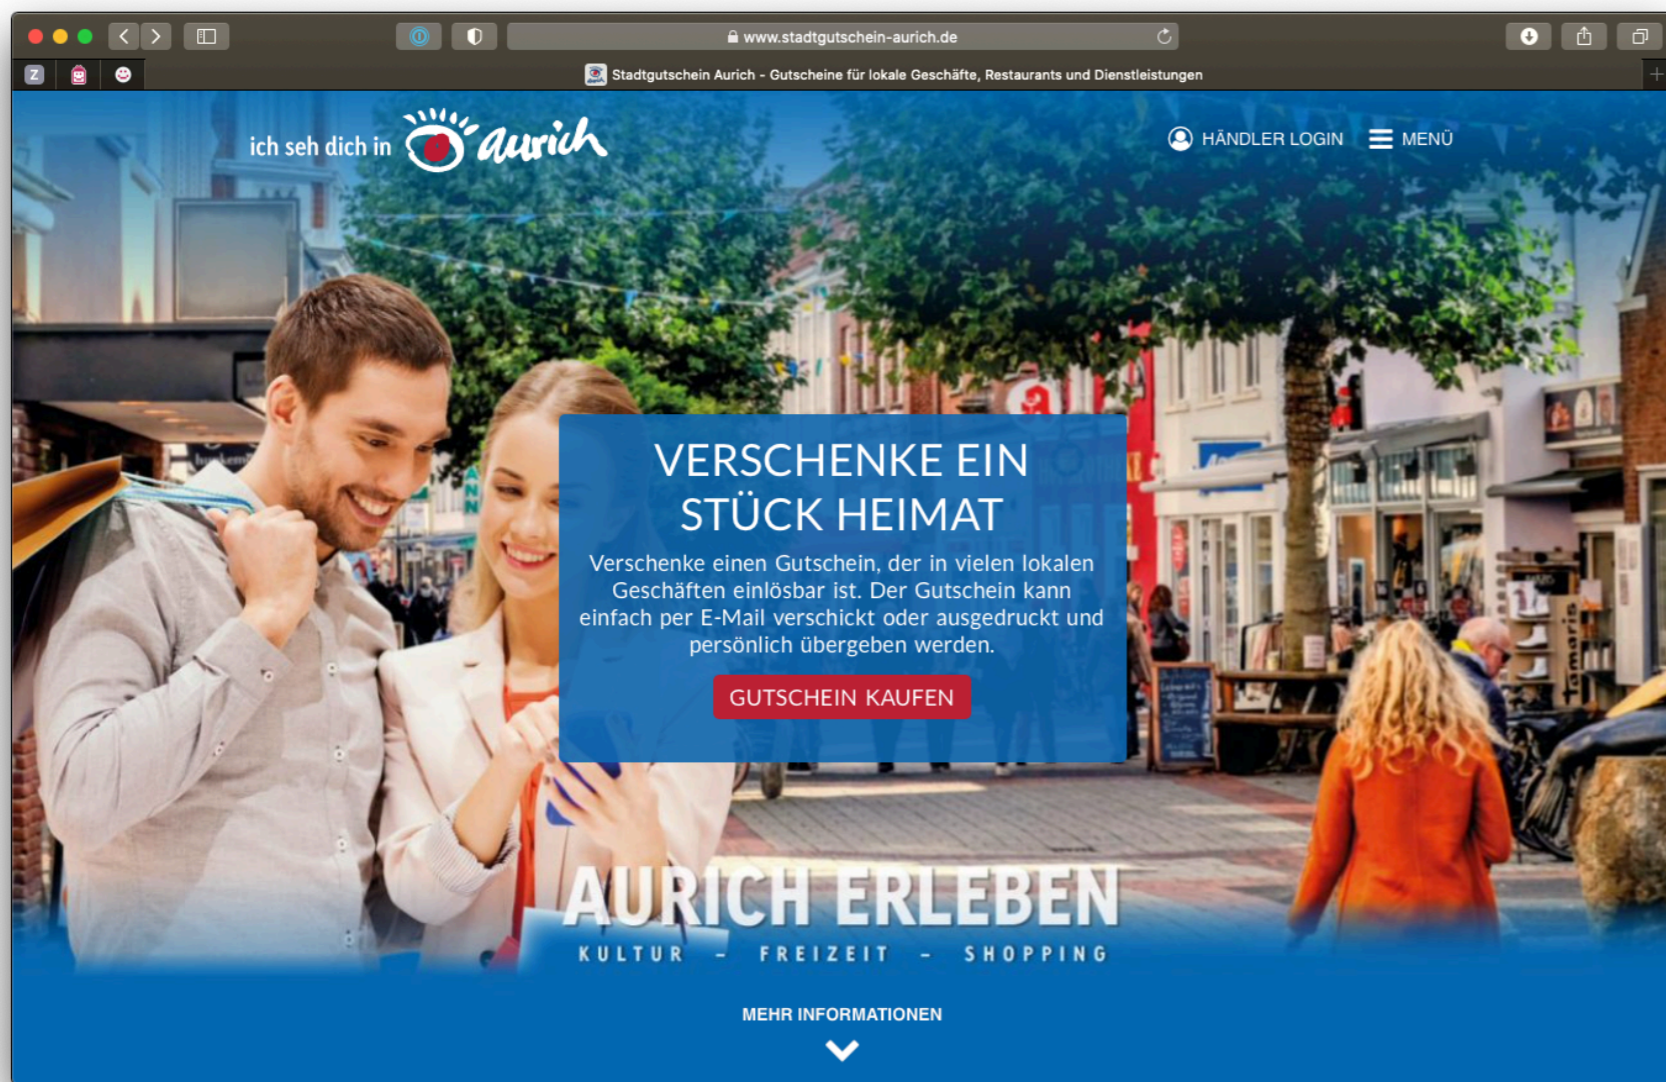 www.stadtgutschein-aurich.de
Z
Stadtgutschein Aurich - Gutscheine für lokale Geschäfte, Restaurants und Dienstleistungen
ich seh dich in aurich
HÄNDLER LOGIN
MENÜ
VERSCHENKE EIN
STÜCK HEIMAT
Verschenke einen Gutschein, der in vielen lokalen
Geschäften einlösbar ist. Der Gutschein kann
einfach per E-Mail verschickt oder ausgedruckt und
persönlich übergeben werden.
GUTSCHEIN KAUFEN
Tamaris
AURICH ERLEBEN
KULTUR – FREIZEIT – SHOPPING
MEHR INFORMATIONEN